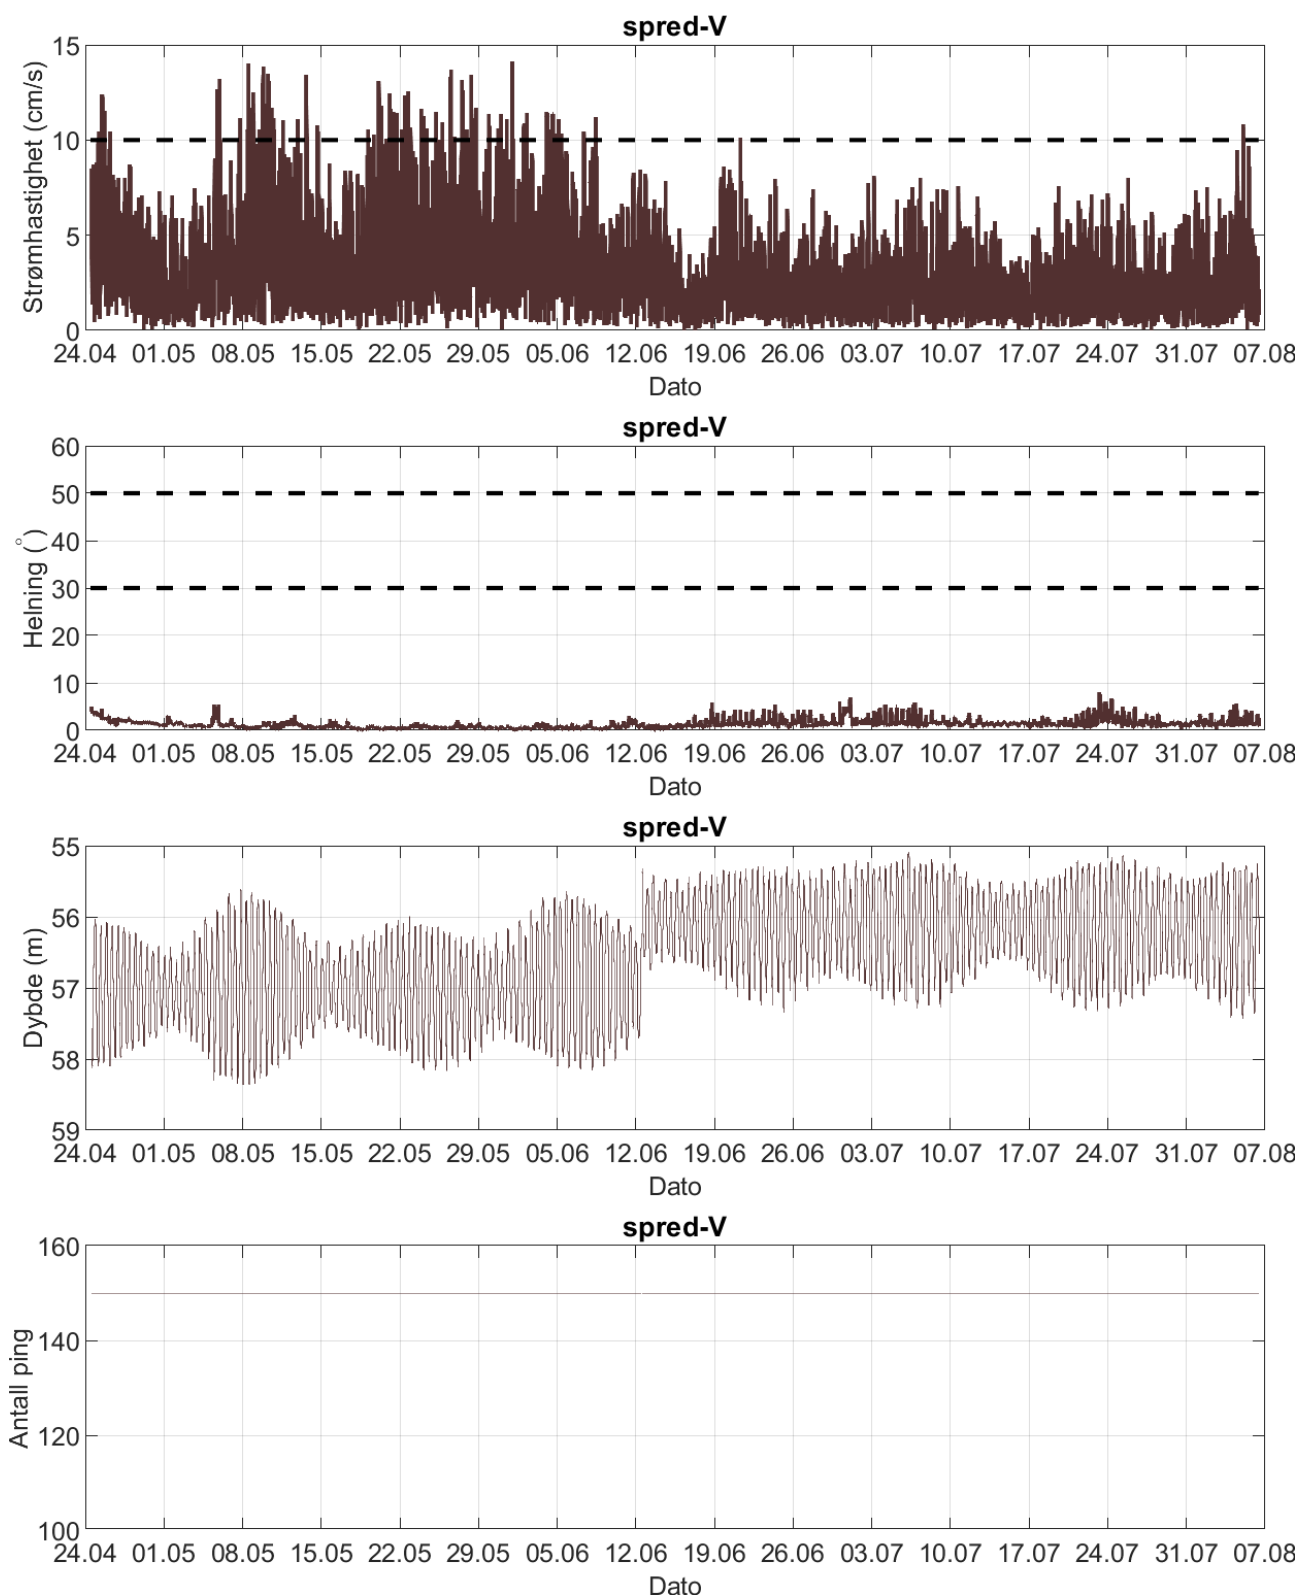 spred-V
Strømhastighet (cm/s)
15
10
5
0
24.04 01.05 08.05 15.05 22.05 29.05 05.06 12.06 19.06 26.06 03.07 10.07 17.07 24.07 31.07 07.08
Dato
spred-V
Helning (°)
60
50
40
30
20
10
0
24.04 01.05 08.05 15.05 22.05 29.05 05.06 12.06 19.06 26.06 03.07 10.07 17.07 24.07 31.07 07.08
Dato
spred-V
Dybde (m)
55
56
57
58
59
24.04 01.05 08.05 15.05 22.05 29.05 05.06 12.06 19.06 26.06 03.07 10.07 17.07 24.07 31.07 07.08
Dato
spred-V
Antall ping
160
140
120
100
24.04 01.05 08.05 15.05 22.05 29.05 05.06 12.06 19.06 26.06 03.07 10.07 17.07 24.07 31.07 07.08
Dato